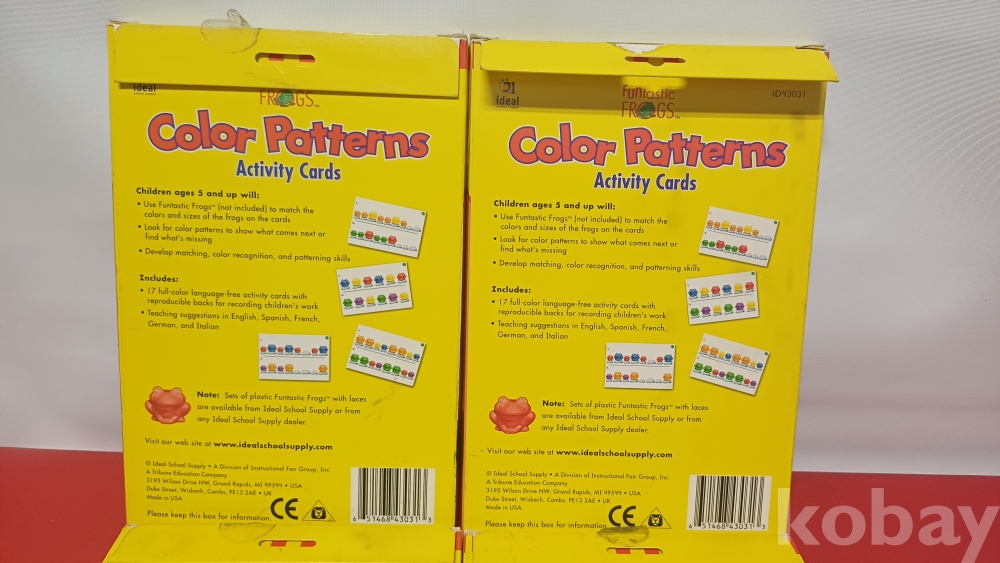 ideal
FROGS™
Color Patterns
Activity Cards
Children ages 5 and up will:
• Use Funtastic Frogs™ (not included) to match the
colors and sizes of the frogs on the cards
• Look for color patterns to show what comes next or
find what's missing
• Develop matching, color recognition, and patterning skills
Includes:
• 17 full-color language-free activity cards with
reproducible backs for recording children's work
• Teaching suggestions in English, Spanish, French,
German, and Italian
Note: Sets of plastic Funtastic Frogs™ with laces
are available from Ideal School Supply or from
any Ideal School Supply dealer.
Visit our web site at www.idealschoolsupply.com
© Ideal School Supply • A Division of Instructional Fair Group, Inc.
A Tribune Education Company
3195 Wilson Drive NW, Grand Rapids, MI 49544 • USA
Duke Street, Wisbech, Cambs, PE13 2AE • UK
Made in USA
Please keep this box for information.
CE
6 51468 43031 3
ideal
Funtastic
FROGS™
ID43031
Color Patterns
Activity Cards
Children ages 5 and up will:
• Use Funtastic Frogs™ (not included) to match the
colors and sizes of the frogs on the cards
• Look for color patterns to show what comes next or
find what's missing
• Develop matching, color recognition, and patterning skills
Includes:
• 17 full-color language-free activity cards with
reproducible backs for recording children's work
• Teaching suggestions in English, Spanish, French,
German, and Italian
Note: Sets of plastic Funtastic Frogs™ with laces
are available from Ideal School Supply or from
any Ideal School Supply dealer.
Visit our web site at www.idealschoolsupply.com
© Ideal School Supply • A Division of Instructional Fair Group, Inc.
A Tribune Education Company
3195 Wilson Drive NW, Grand Rapids, MI 49544 • USA
Duke Street, Wisbech, Cambs, PE13 2AE • UK
Made in USA
Please keep this box for information.
CE
6 51468 43031 3
kobay